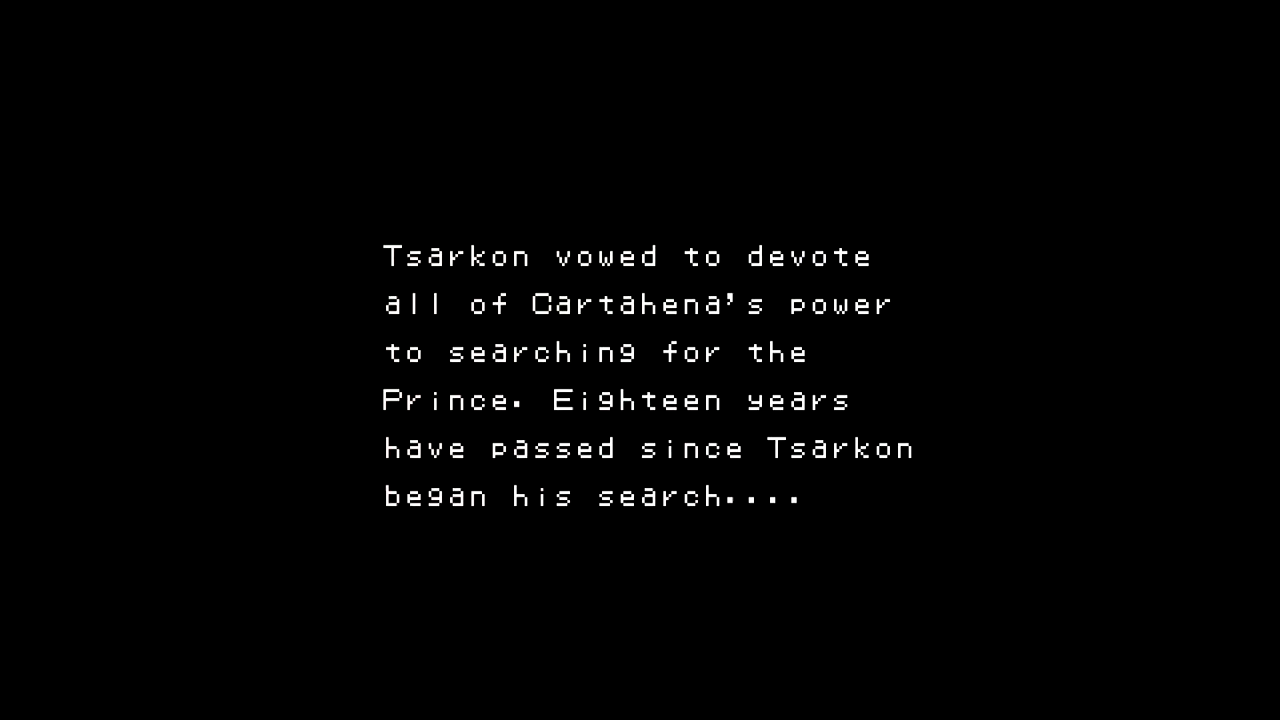 Tsarkon vowed to devote
all of Cartahena's power
to searching for the
Prince. Eighteen years
have passed since Tsarkon
began his search....